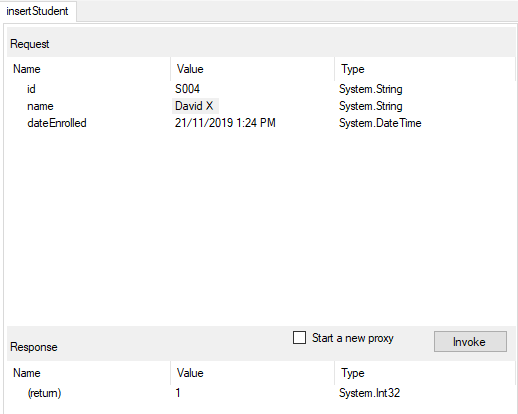 insertStudent
Request
Name Value Type
id S004 System.String
name David X System.String
dateEnrolled 21/11/2019 1:24 PM System.DateTime
Start a new proxy Invoke
Response
Name Value Type
(return) 1 System.Int32